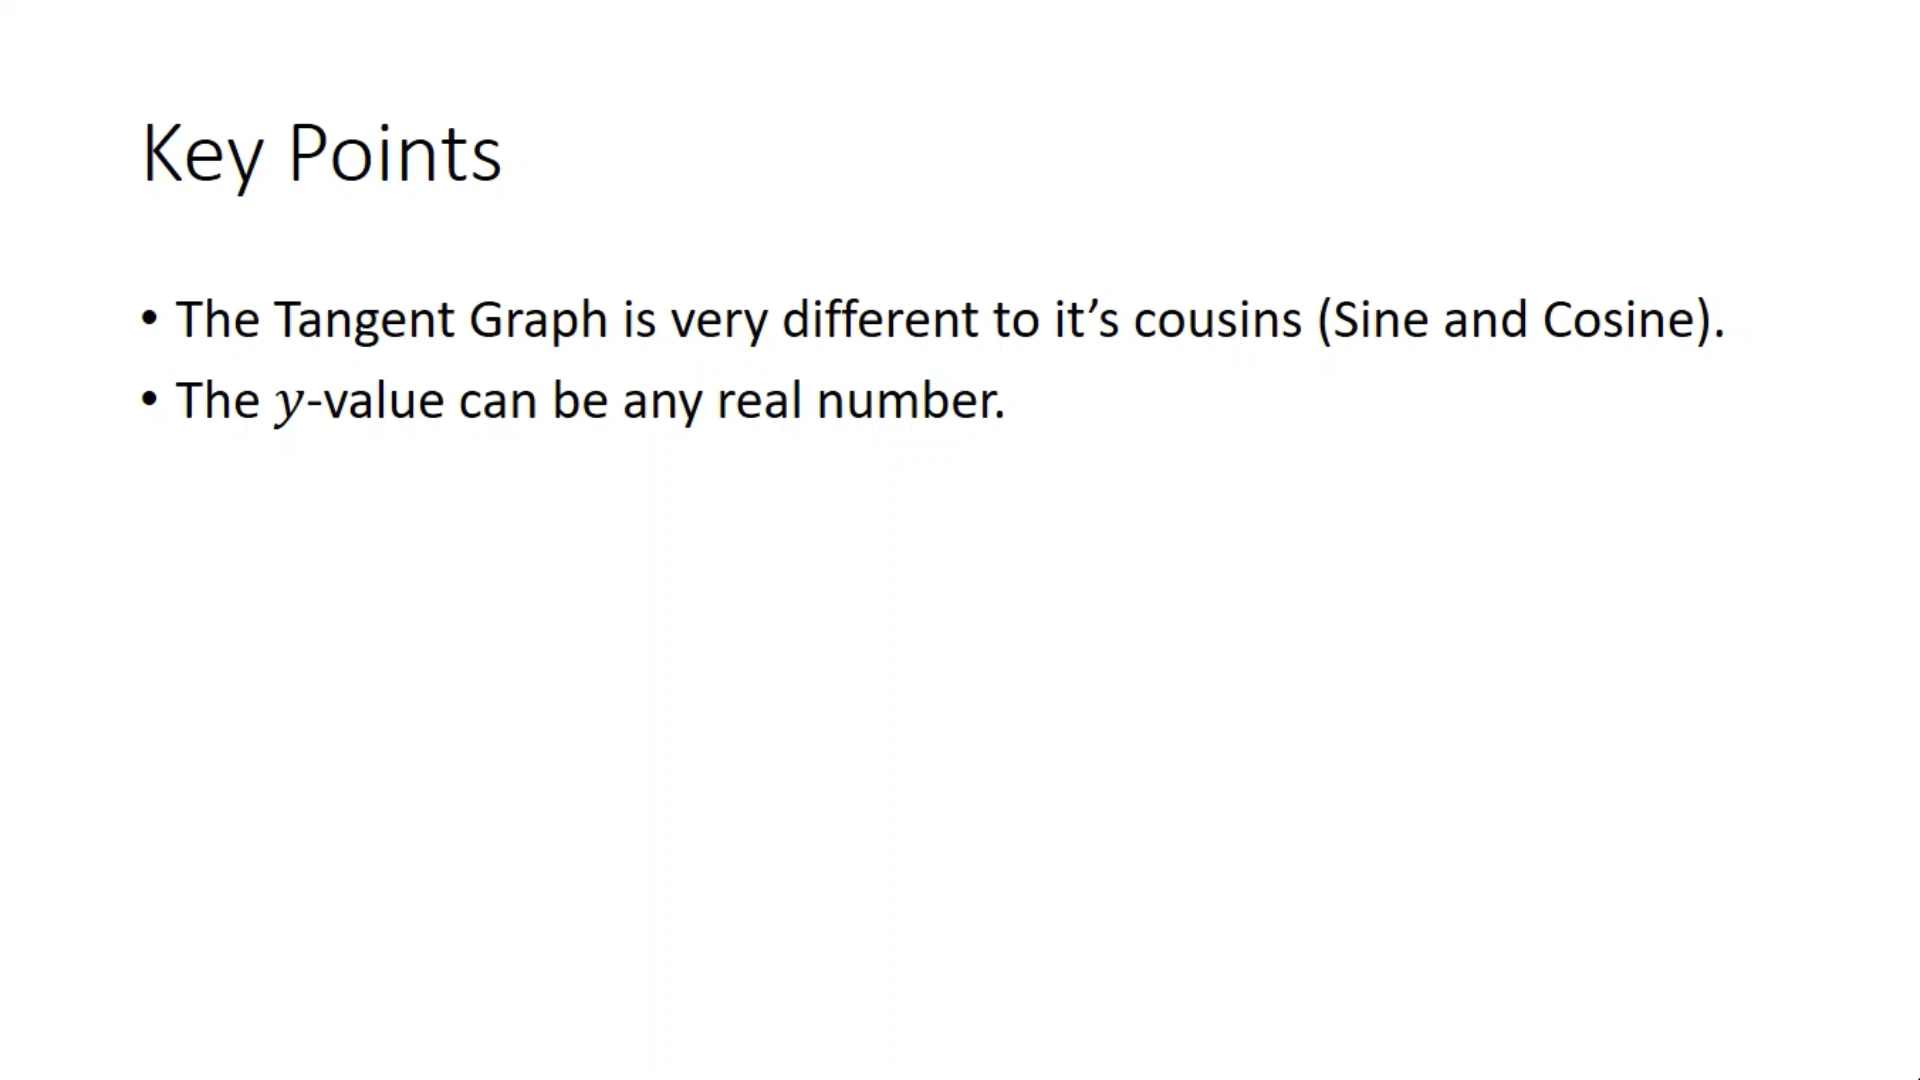 Key Points
• The Tangent Graph is very different to it’s cousins (Sine and Cosine).
• The y-value can be any real number.